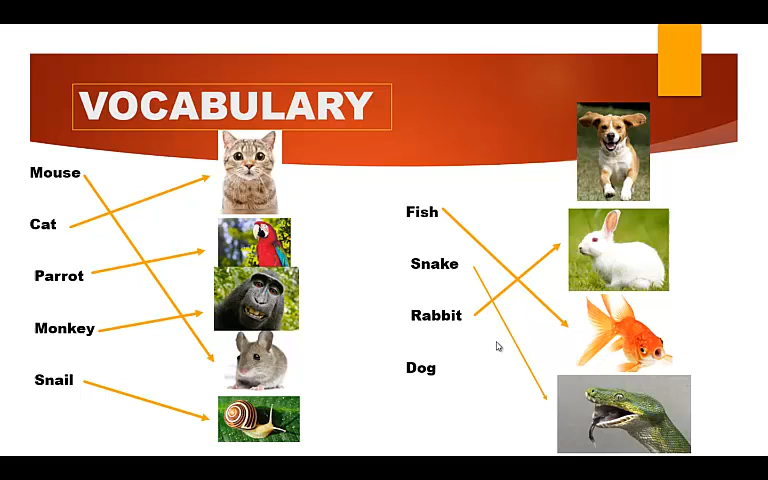 VOCABULARY
Mouse
Cat
Parrot
Monkey
Snail
Fish
Snake
Rabbit
Dog